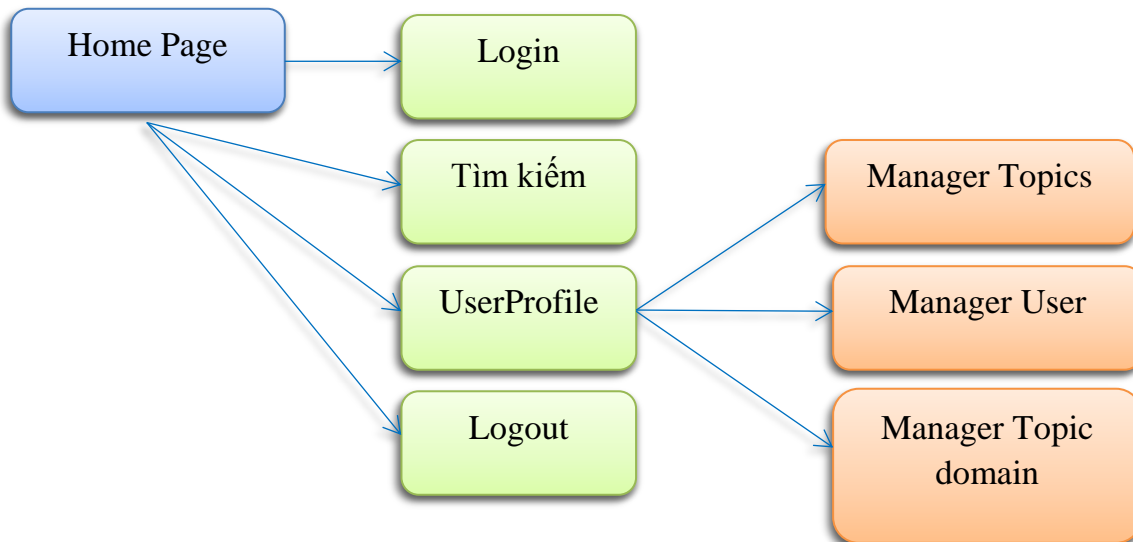 Home Page
Login
Tìm kiếm
UserProfile
Logout
Manager Topics
Manager User
Manager Topic
domain